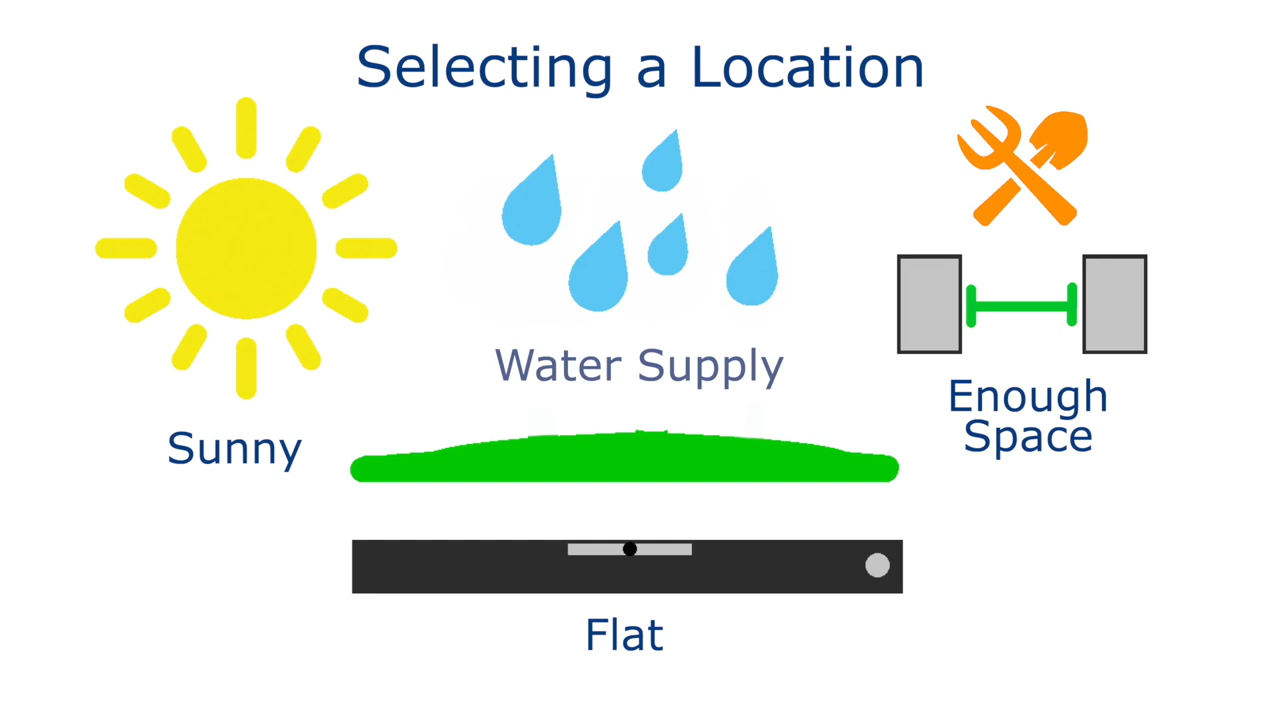 Selecting a Location
Water Supply
Enough
Space
Sunny
Flat